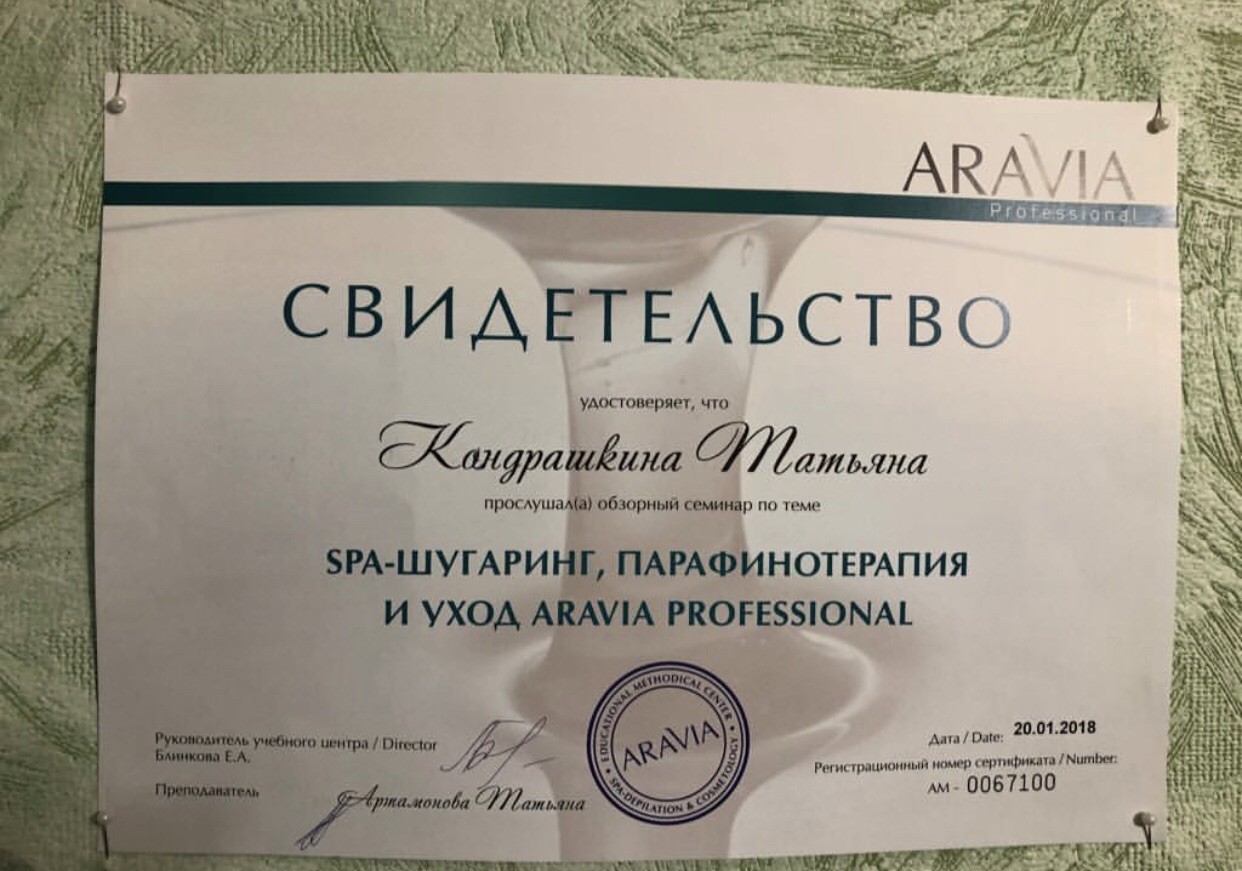 ARAVIA
Professional
СВИДЕТЕЛЬСТВО
удостоверяет, что
Кондрашкина Татьяна
прослушал(а) обзорный семинар по теме
SPA-ШУГАРИНГ, ПАРАФИНОТЕРАПИЯ
И УХОД ARAVIA PROFESSIONAL
Руководитель учебного центра / Director
Блинкова Е.А.
Преподаватель
Артамонова Татьяна
EDUCATIONAL METHODICAL CENTER
ARAVIA
SPA-DEPILATION & COSMETOLOGY
Дата / Date: 20.01.2018
Регистрационный номер сертификата / Number:
АМ - 0067100